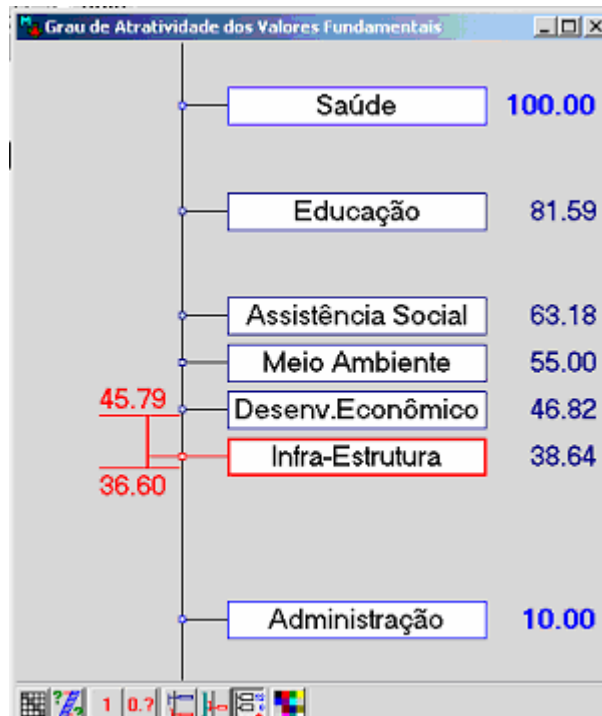 Grau de Atratividade dos Valores Fundamentais
Saúde 100.00
Educação 81.59
Assistência Social 63.18
Meio Ambiente 55.00
45.79 Desenv.Econômico 46.82
Infra-Estrutura 38.64
36.60
Administração 10.00
1 0.?